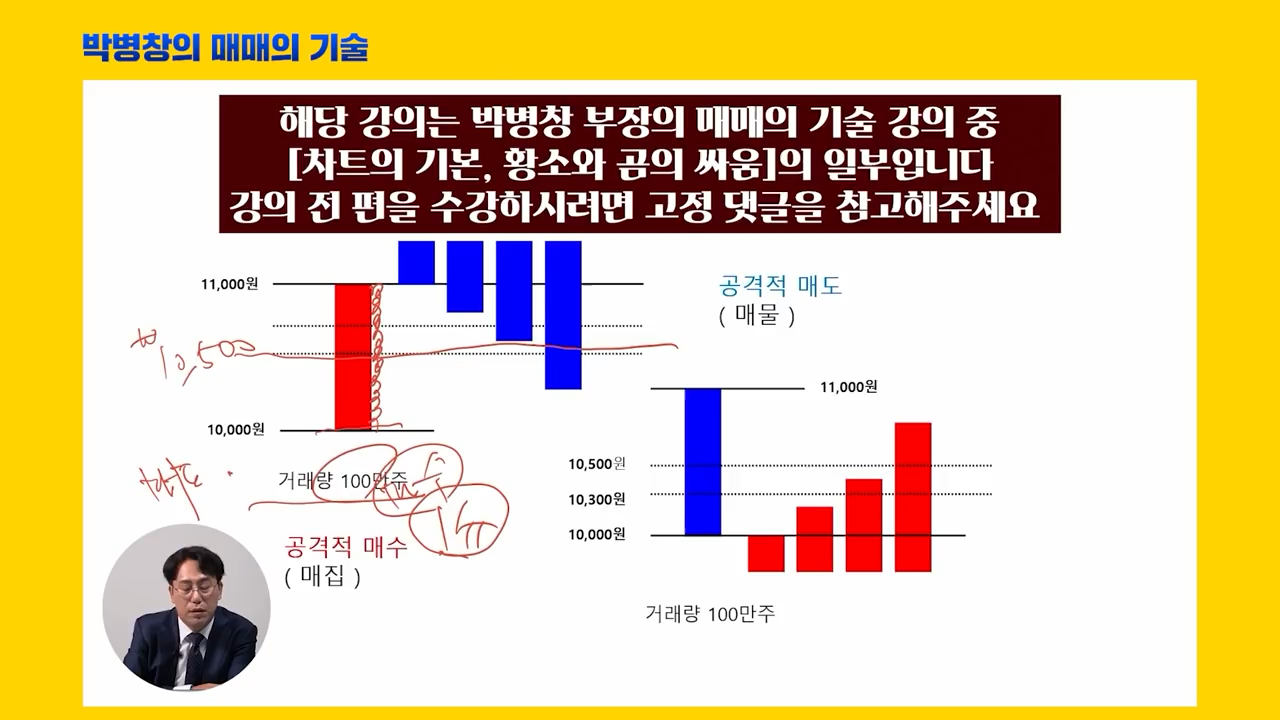 박병창의 매매의 기술
해당 강의는 박병창 부장의 매매의 기술 강의 중
[차트의 기본, 황소와 곰의 싸움]의 일부입니다
강의 전 편을 수강하시려면 고정 댓글을 참고해주세요
11,000원
₩10,500
10,000원
거래량 100만주
공격적 매수
( 매집 )
공격적 매도
( 매물 )
11,000원
10,500원
10,300원
10,000원
거래량 100만주